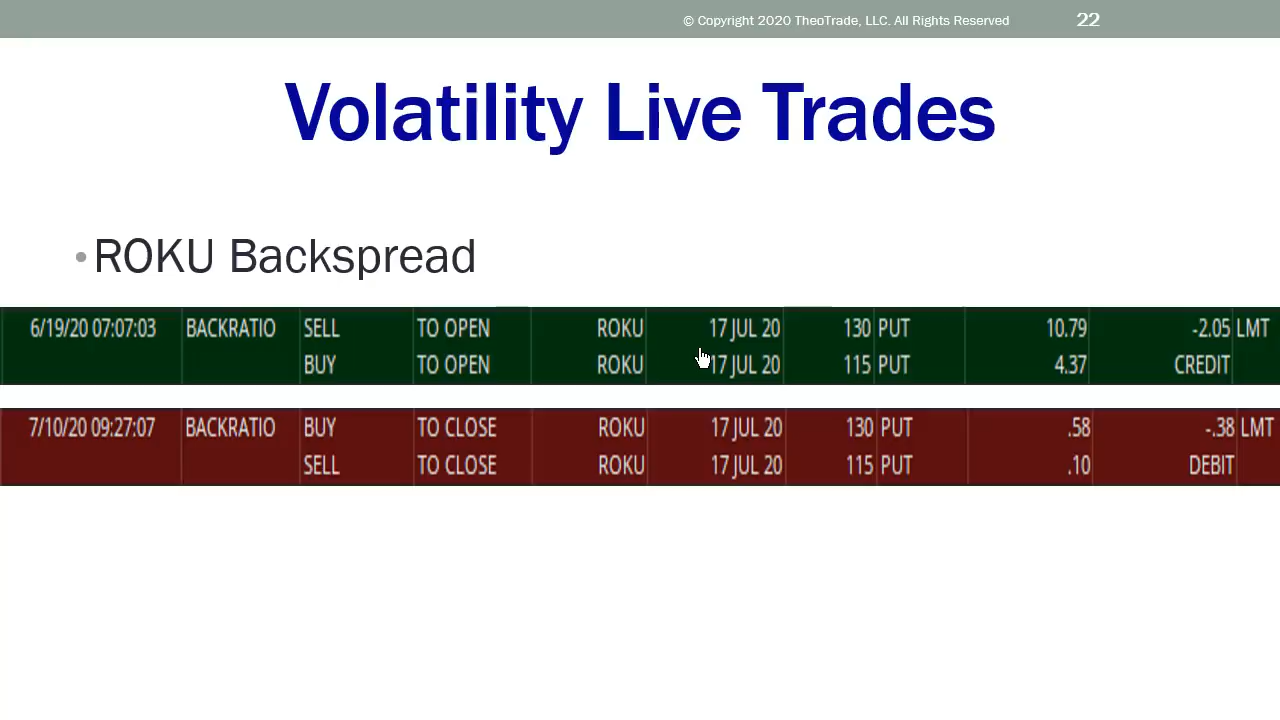 © Copyright 2020 TheoTrade, LLC. All Rights Reserved 22
Volatility Live Trades
•ROKU Backspread
6/19/20 07:07:03 BACKRATIO SELL TO OPEN ROKU 17 JUL 20 130 PUT 10.79 -2.05 LMT
BUY TO OPEN ROKU 17 JUL 20 115 PUT 4.37 CREDIT
7/10/20 09:27:07 BACKRATIO BUY TO CLOSE ROKU 17 JUL 20 130 PUT .58 -.38 LMT
SELL TO CLOSE ROKU 17 JUL 20 115 PUT .10 DEBIT